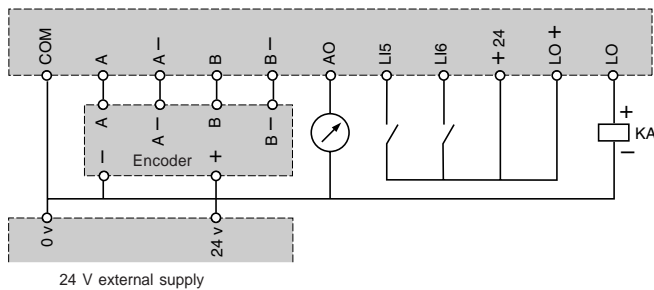 COM A A – B B – AO LI5 LI6 + 24 LO + LO
A A – B B –
– Encoder +
+
KA
–
0 v 24 v
24 V external supply